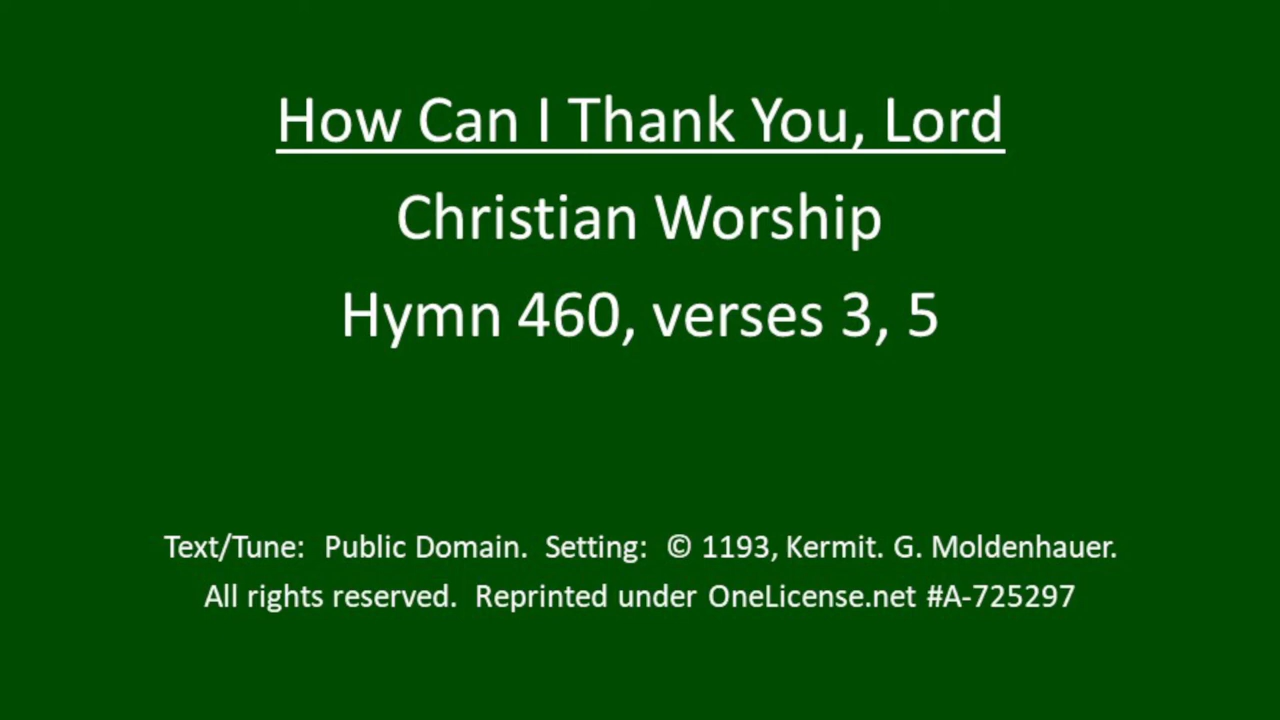 How Can I Thank You, Lord
Christian Worship
Hymn 460, verses 3, 5
Text/Tune: Public Domain. Setting: © 1193, Kermit. G. Moldenhauer.
All rights reserved. Reprinted under OneLicense.net #A-725297